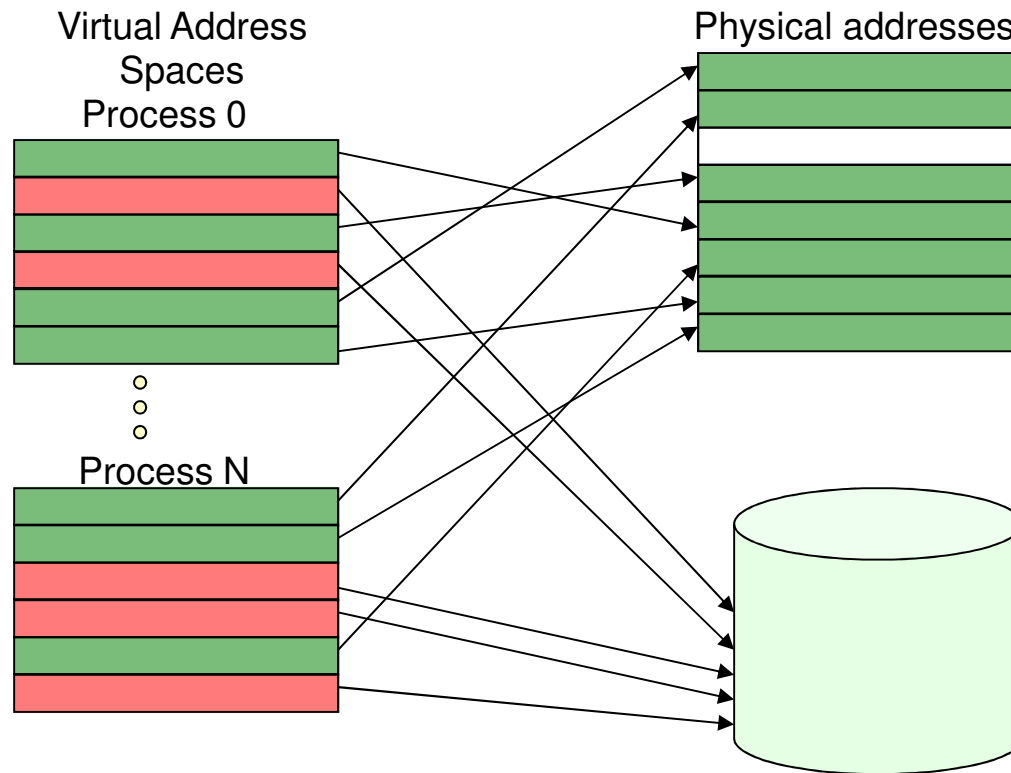 Virtual Address
Spaces
Process 0
Physical addresses
Process N